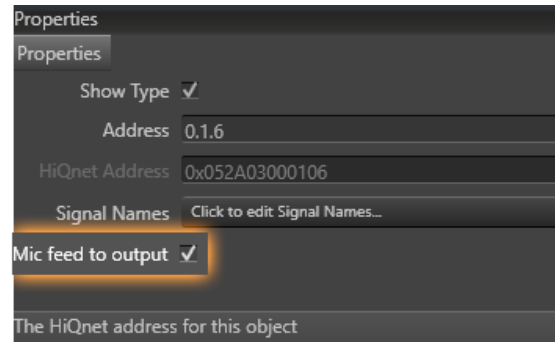 Properties
Properties
Show Type
Address 0.1.6
HiQnet Address 0x052A03000106
Signal Names Click to edit Signal Names...
Mic feed to output
The HiQnet address for this object